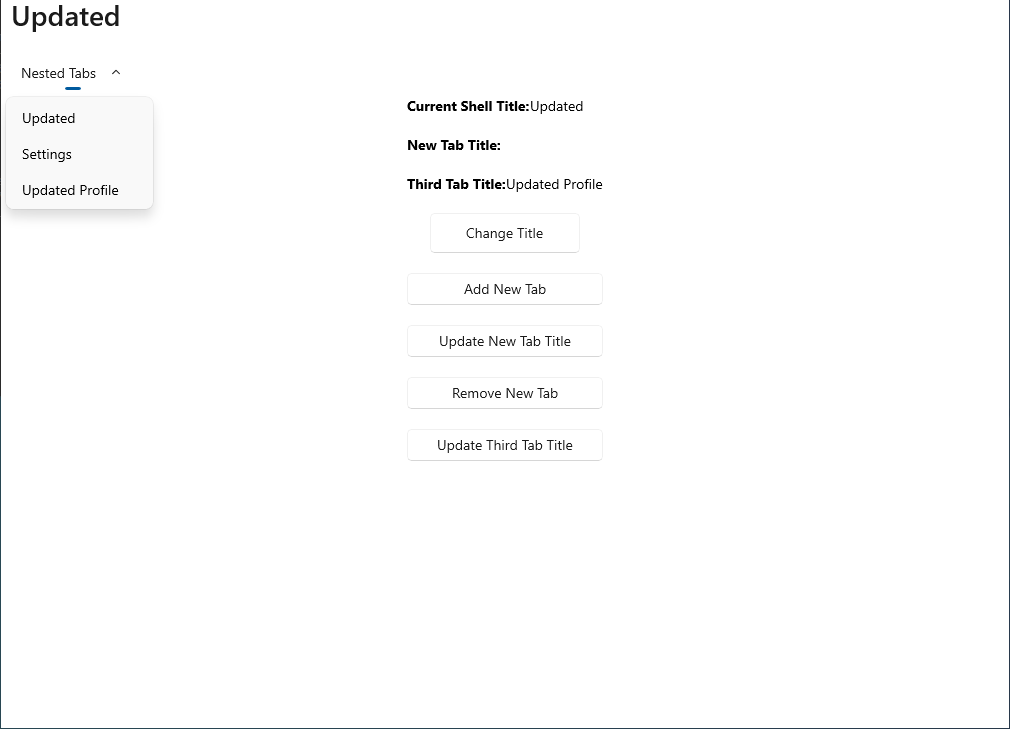 Updated
Nested Tabs
Updated
Settings
Updated Profile
Current Shell Title:Updated
New Tab Title:
Third Tab Title:Updated Profile
Change Title
Add New Tab
Update New Tab Title
Remove New Tab
Update Third Tab Title